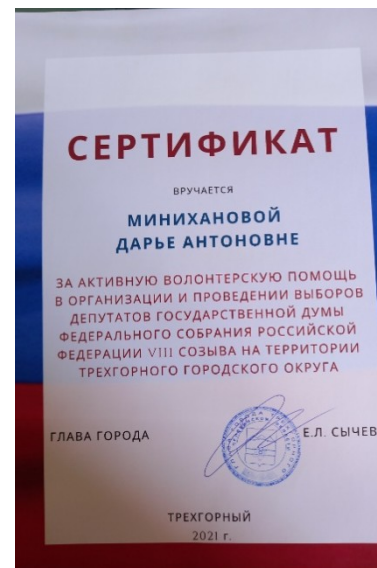 СЕРТИФИКАТ
ВРУЧАЕТСЯ
МИНИХАНОВОЙ
ДАРЬЕ АНТОНОВНЕ
ЗА АКТИВНУЮ ВОЛОНТЕРСКУЮ ПОМОЩЬ
В ОРГАНИЗАЦИИ И ПРОВЕДЕНИИ ВЫБОРОВ
ДЕПУТАТОВ ГОСУДАРСТВЕННОЙ ДУМЫ
ФЕДЕРАЛЬНОГО СОБРАНИЯ РОССИЙСКОЙ
ФЕДЕРАЦИИ VIII СОЗЫВА НА ТЕРРИТОРИИ
ТРЕХГОРНОГО ГОРОДСКОГО ОКРУГА
ГЛАВА ГОРОДА Е.Л. СЫЧЕВ
ТРЕХГОРНЫЙ
2021 г.